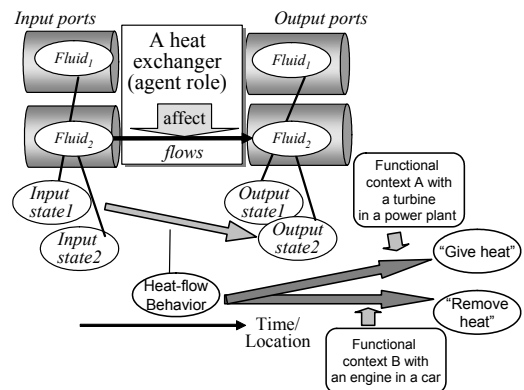 Input ports
Output ports
Fluid1
A heat
exchanger
(agent role)
Fluid1
affect
Fluid2
flows
Fluid2
Input
state1
Input
state2
Output
state1
Output
state2
Functional
context A with
a turbine
in a power plant
Heat-flow
Behavior
“Give heat”
“Remove
heat”
Time/
Location
Functional
context B with
an engine in a car